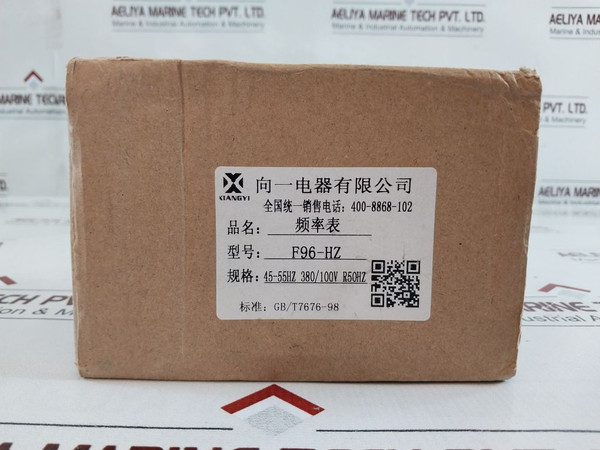 AELIYA MARINE TECH PVT. LTD.
Marine & Industrial Automation & Machinery
XIANGYI
向一电器有限公司
全国统一销售电话：400-8868-102
品名： 频率表
型号： F96-HZ
规格：45-55HZ 380/100V R50HZ
标准：GB/T7676-98